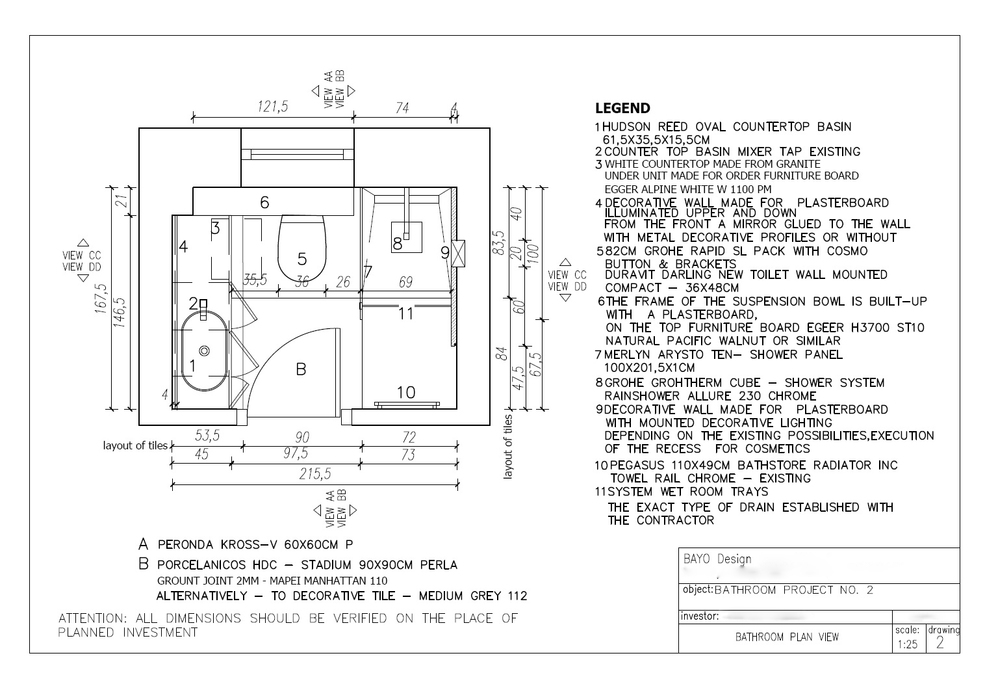 VIEW AA
VIEW BB
121,5
74
4
21
167,5
146,5
VIEW CC
VIEW DD
6
3
4
5
8
9
7
35,5
36
26
69
2
11
1
B
10
4
83,5
40
20
100
60
84
47,5
67,5
VIEW CC
VIEW DD
layout of tiles
layout of tiles
53,5
90
72
45
97,5
73
215,5
VIEW AA
VIEW BB
A PERONDA KROSS-V 60X60CM P
B PORCELANICOS HDC - STADIUM 90X90CM PERLA
GROUNT JOINT 2MM - MAPEI MANHATTAN 110
ALTERNATIVELY - TO DECORATIVE TILE - MEDIUM GREY 112
ATTENTION: ALL DIMENSIONS SHOULD BE VERIFIED ON THE PLACE OF
PLANNED INVESTMENT
LEGEND
1 HUDSON REED OVAL COUNTERTOP BASIN
61,5X35,5X15,5CM
2 COUNTER TOP BASIN MIXER TAP EXISTING
3 WHITE COUNTERTOP MADE FROM GRANITE
UNDER UNIT MADE FOR ORDER FURNITURE BOARD
EGGER ALPINE WHITE W 1100 PM
4 DECORATIVE WALL MADE FOR PLASTERBOARD
ILLUMINATED UPPER AND DOWN
FROM THE FRONT A MIRROR GLUED TO THE WALL
WITH METAL DECORATIVE PROFILES OR WITHOUT
5 82CM GROHE RAPID SL PACK WITH COSMO
BUTTON & BRACKETS
DURAVIT DARLING NEW TOILET WALL MOUNTED
COMPACT - 36X48CM
6 THE FRAME OF THE SUSPENSION BOWL IS BUILT-UP
WITH A PLASTERBOARD,
ON THE TOP FURNITURE BOARD EGEER H3700 ST10
NATURAL PACIFIC WALNUT OR SIMILAR
7 MERLYN ARYSTO TEN- SHOWER PANEL
100X201,5X1CM
8 GROHE GROHTHERM CUBE - SHOWER SYSTEM
RAINSHOWER ALLURE 230 CHROME
9 DECORATIVE WALL MADE FOR PLASTERBOARD
WITH MOUNTED DECORATIVE LIGHTING
DEPENDING ON THE EXISTING POSSIBILITIES,EXECUTION
OF THE RECESS FOR COSMETICS
10 PEGASUS 110X49CM BATHSTORE RADIATOR INC
TOWEL RAIL CHROME - EXISTING
11 SYSTEM WET ROOM TRAYS
THE EXACT TYPE OF DRAIN ESTABLISHED WITH
THE CONTRACTOR
BAYO Design
object: BATHROOM PROJECT NO. 2
investor:
BATHROOM PLAN VIEW
scale:
1:25
drawing
2